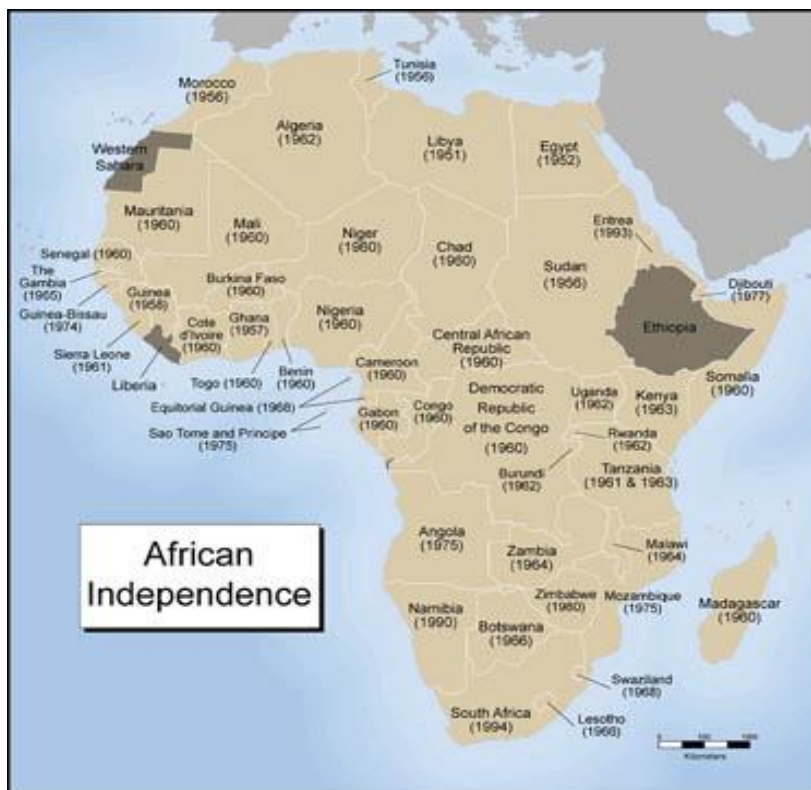 Tunisia
(1956)
Morocco
(1956)
Algeria
(1962)
Libya
(1951)
Egypt
(1952)
Western
Sahara
Mauritania
(1960)
Mali
(1960)
Niger
(1960)
Chad
(1960)
Sudan
(1956)
Eritrea
(1993)
Djibouti
(1977)
Senegal (1960)
The
Gambia
(1965)
Guinea-Bissau
(1974)
Guinea
(1958)
Sierra Leone
(1961)
Liberia
Cote
d'Ivoire
(1960)
Burkina Faso
(1960)
Ghana
(1957)
Togo (1960)
Benin
(1960)
Nigeria
(1960)
Central African
Republic
(1960)
Ethiopia
Somalia
(1960)
Cameroon
(1960)
Equitorial Guinea (1968)
Sao Tome and Principe
(1975)
Gabon
(1960)
Congo
(1960)
Democratic
Republic
of the Congo
(1960)
Uganda
(1962)
Kenya
(1963)
Rwanda
(1962)
Burundi
(1962)
Tanzania
(1961 & 1963)
African
Independence
Angola
(1975)
Zambia
(1964)
Malawi
(1964)
Zimbabwe
(1980)
Mozambique
(1975)
Madagascar
(1960)
Namibia
(1990)
Botswana
(1966)
Swaziland
(1968)
South Africa
(1994)
Lesotho
(1966)
0 500 1000
Kilometers